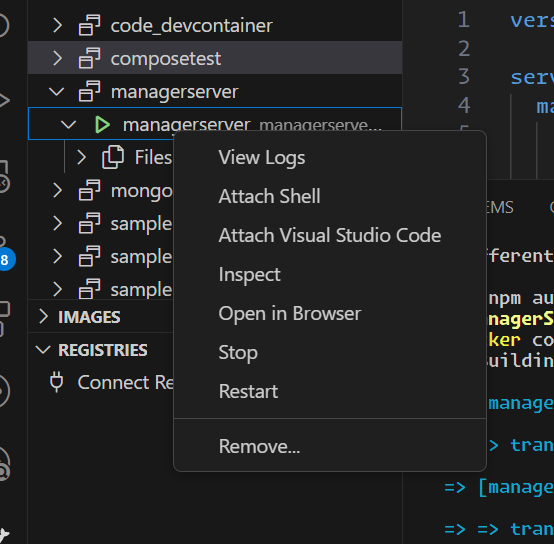 code_devcontainer
composetest
managerserver
managerserver managerserve...
Files
mongo
sample
sample
sample
IMAGES
REGISTRIES
Connect Re
View Logs
Attach Shell
Attach Visual Studio Code
Inspect
Open in Browser
Stop
Restart
Remove...
8
1 vers
2
3 serv
4 ma
5
EMS
fferent
npm au
nagerS
ker co
Buildin
[manage
> tran
=> [manage
=> => tran